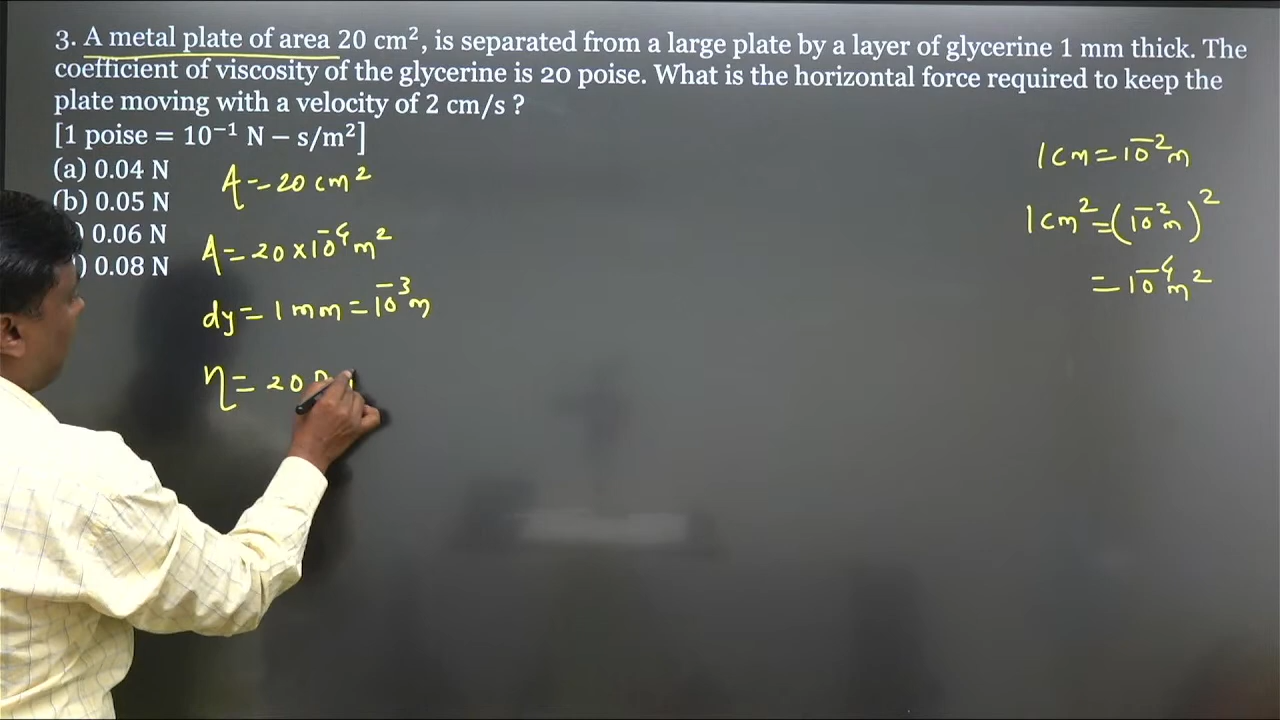 3. A metal plate of area 20 cm², is separated from a large plate by a layer of glycerine 1 mm thick. The
coefficient of viscosity of the glycerine is 20 poise. What is the horizontal force required to keep the
plate moving with a velocity of 2 cm/s ?
[1 poise = 10⁻¹ N – s/m²]
(a) 0.04 N
(b) 0.05 N
) 0.06 N
) 0.08 N
A = 20 cm²
A = 20 × 10⁻⁴ m²
dy = 1 mm = 10⁻³ m
η = 20
1 cm = 10⁻² m
1 cm² = (10⁻² m)²
= 10⁻⁴ m²